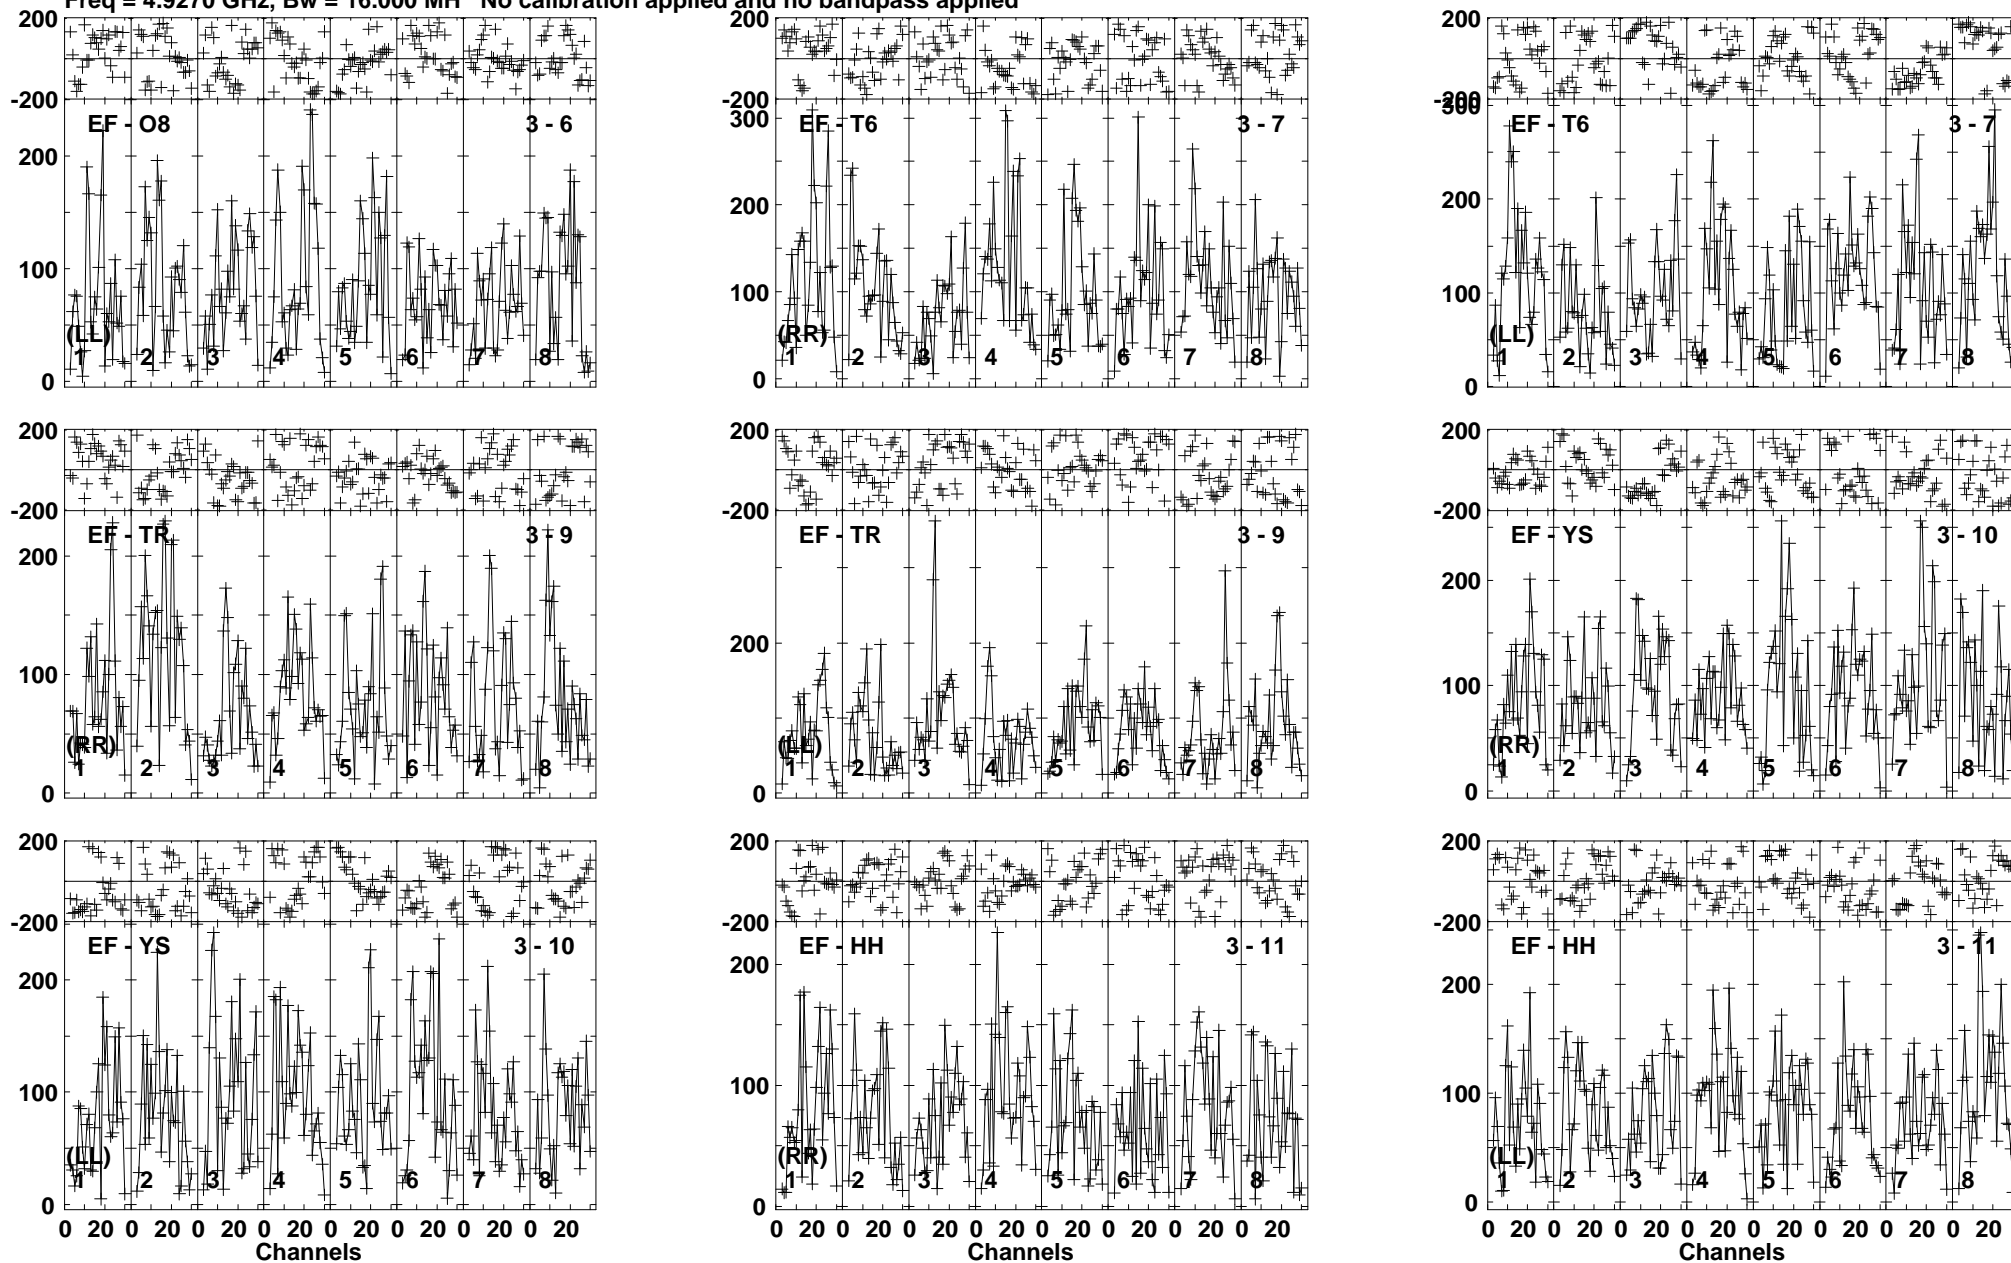 Freq = 4.9270 GHz, Bw = 16.000 MH No calibration applied and no bandpass applied
200 200 200
-200 -200 -200
EF - O8 3 - 6 EF - T6 3 - 7 EF - T6 3 - 7
200 300 300
100 200 200
0 100 100
0 0
(LL) (RR) (LL)
1 2 3 4 5 6 7 8 1 2 3 4 5 6 7 8 1 2 3 4 5 6 7 8
200 200 200
-200 -200 -200
EF - TR 3 - 9 EF - TR 3 - 9 EF - YS 3 - 10
200 200 200
100 100
0 0 0
(RR) (LL) (RR)
1 2 3 4 5 6 7 8 1 2 3 4 5 6 7 8 1 2 3 4 5 6 7 8
200 200 200
-200 -200 -200
EF - YS 3 - 10 EF - HH 3 - 11 EF - HH 3 - 11
200 200 200
100 100 100
0 0 0
(LL) (RR) (LL)
1 2 3 4 5 6 7 8 1 2 3 4 5 6 7 8 1 2 3 4 5 6 7 8
0 20 0 20 0 20 0 20 0 20 0 20 0 20 0 20 0 20 0 20 0 20 0 20 0 20 0 20 0 20 0 20 0 20 0 20 0 20 0 20 0 20 0 20 0 20 0 20
Channels Channels Channels